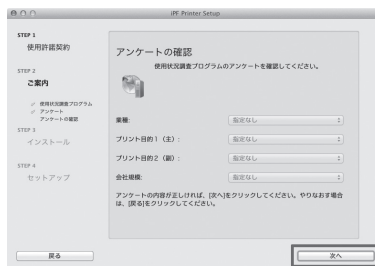 iPF Printer Setup
STEP 1
使用許諾契約
STEP 2
ご案内
使用状況調査プログラム
アンケート
アンケートの確認
STEP 3
インストール
STEP 4
セットアップ
アンケートの確認
使用状況調査プログラムのアンケートを確認してください。
業種:
指定なし
プリント目的1（主）:
指定なし
プリント目的2（副）:
指定なし
会社規模:
指定なし
アンケートの内容が正しければ、[次へ]をクリックしてください。やりなおす場合
は、[戻る]をクリックしてください。
戻る
次へ